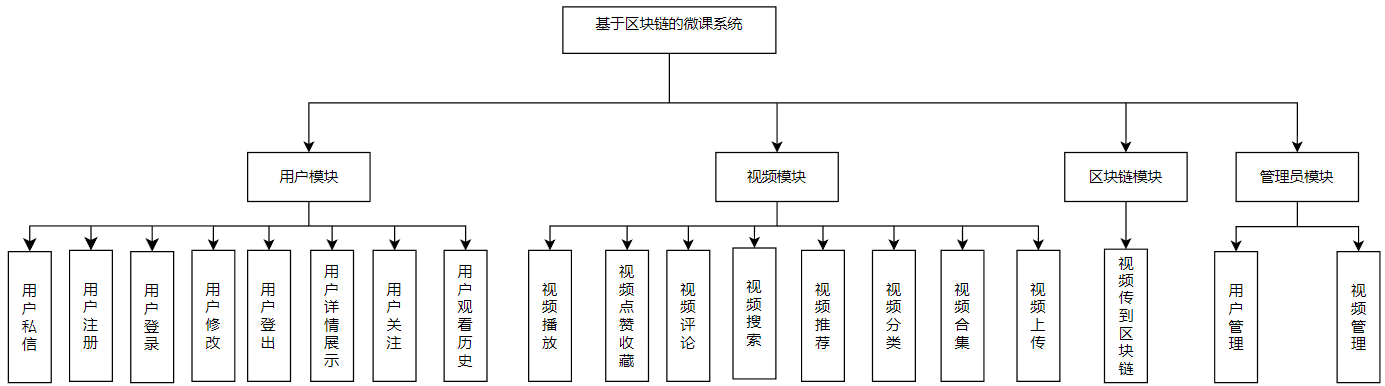 基于区块链的微课系统
用户模块
视频模块
区块链模块
管理员模块
用户私信
用户注册
用户登录
用户修改
用户登出
用户详情展示
用户关注
用户观看历史
视频播放
视频点赞收藏
视频评论
视频搜索
视频推荐
视频分类
视频合集
视频上传
视频传到区块链
用户管理
视频管理